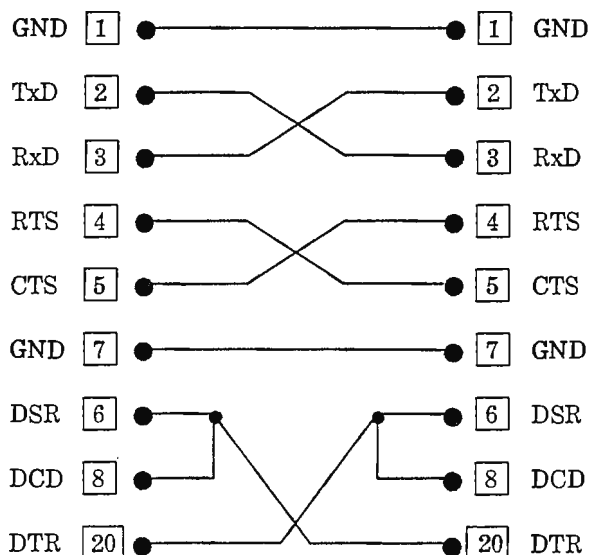 GND 1 1 GND
TxD 2 2 TxD
RxD 3 3 RxD
RTS 4 4 RTS
CTS 5 5 CTS
GND 7 7 GND
DSR 6 6 DSR
DCD 8 8 DCD
DTR 20 20 DTR